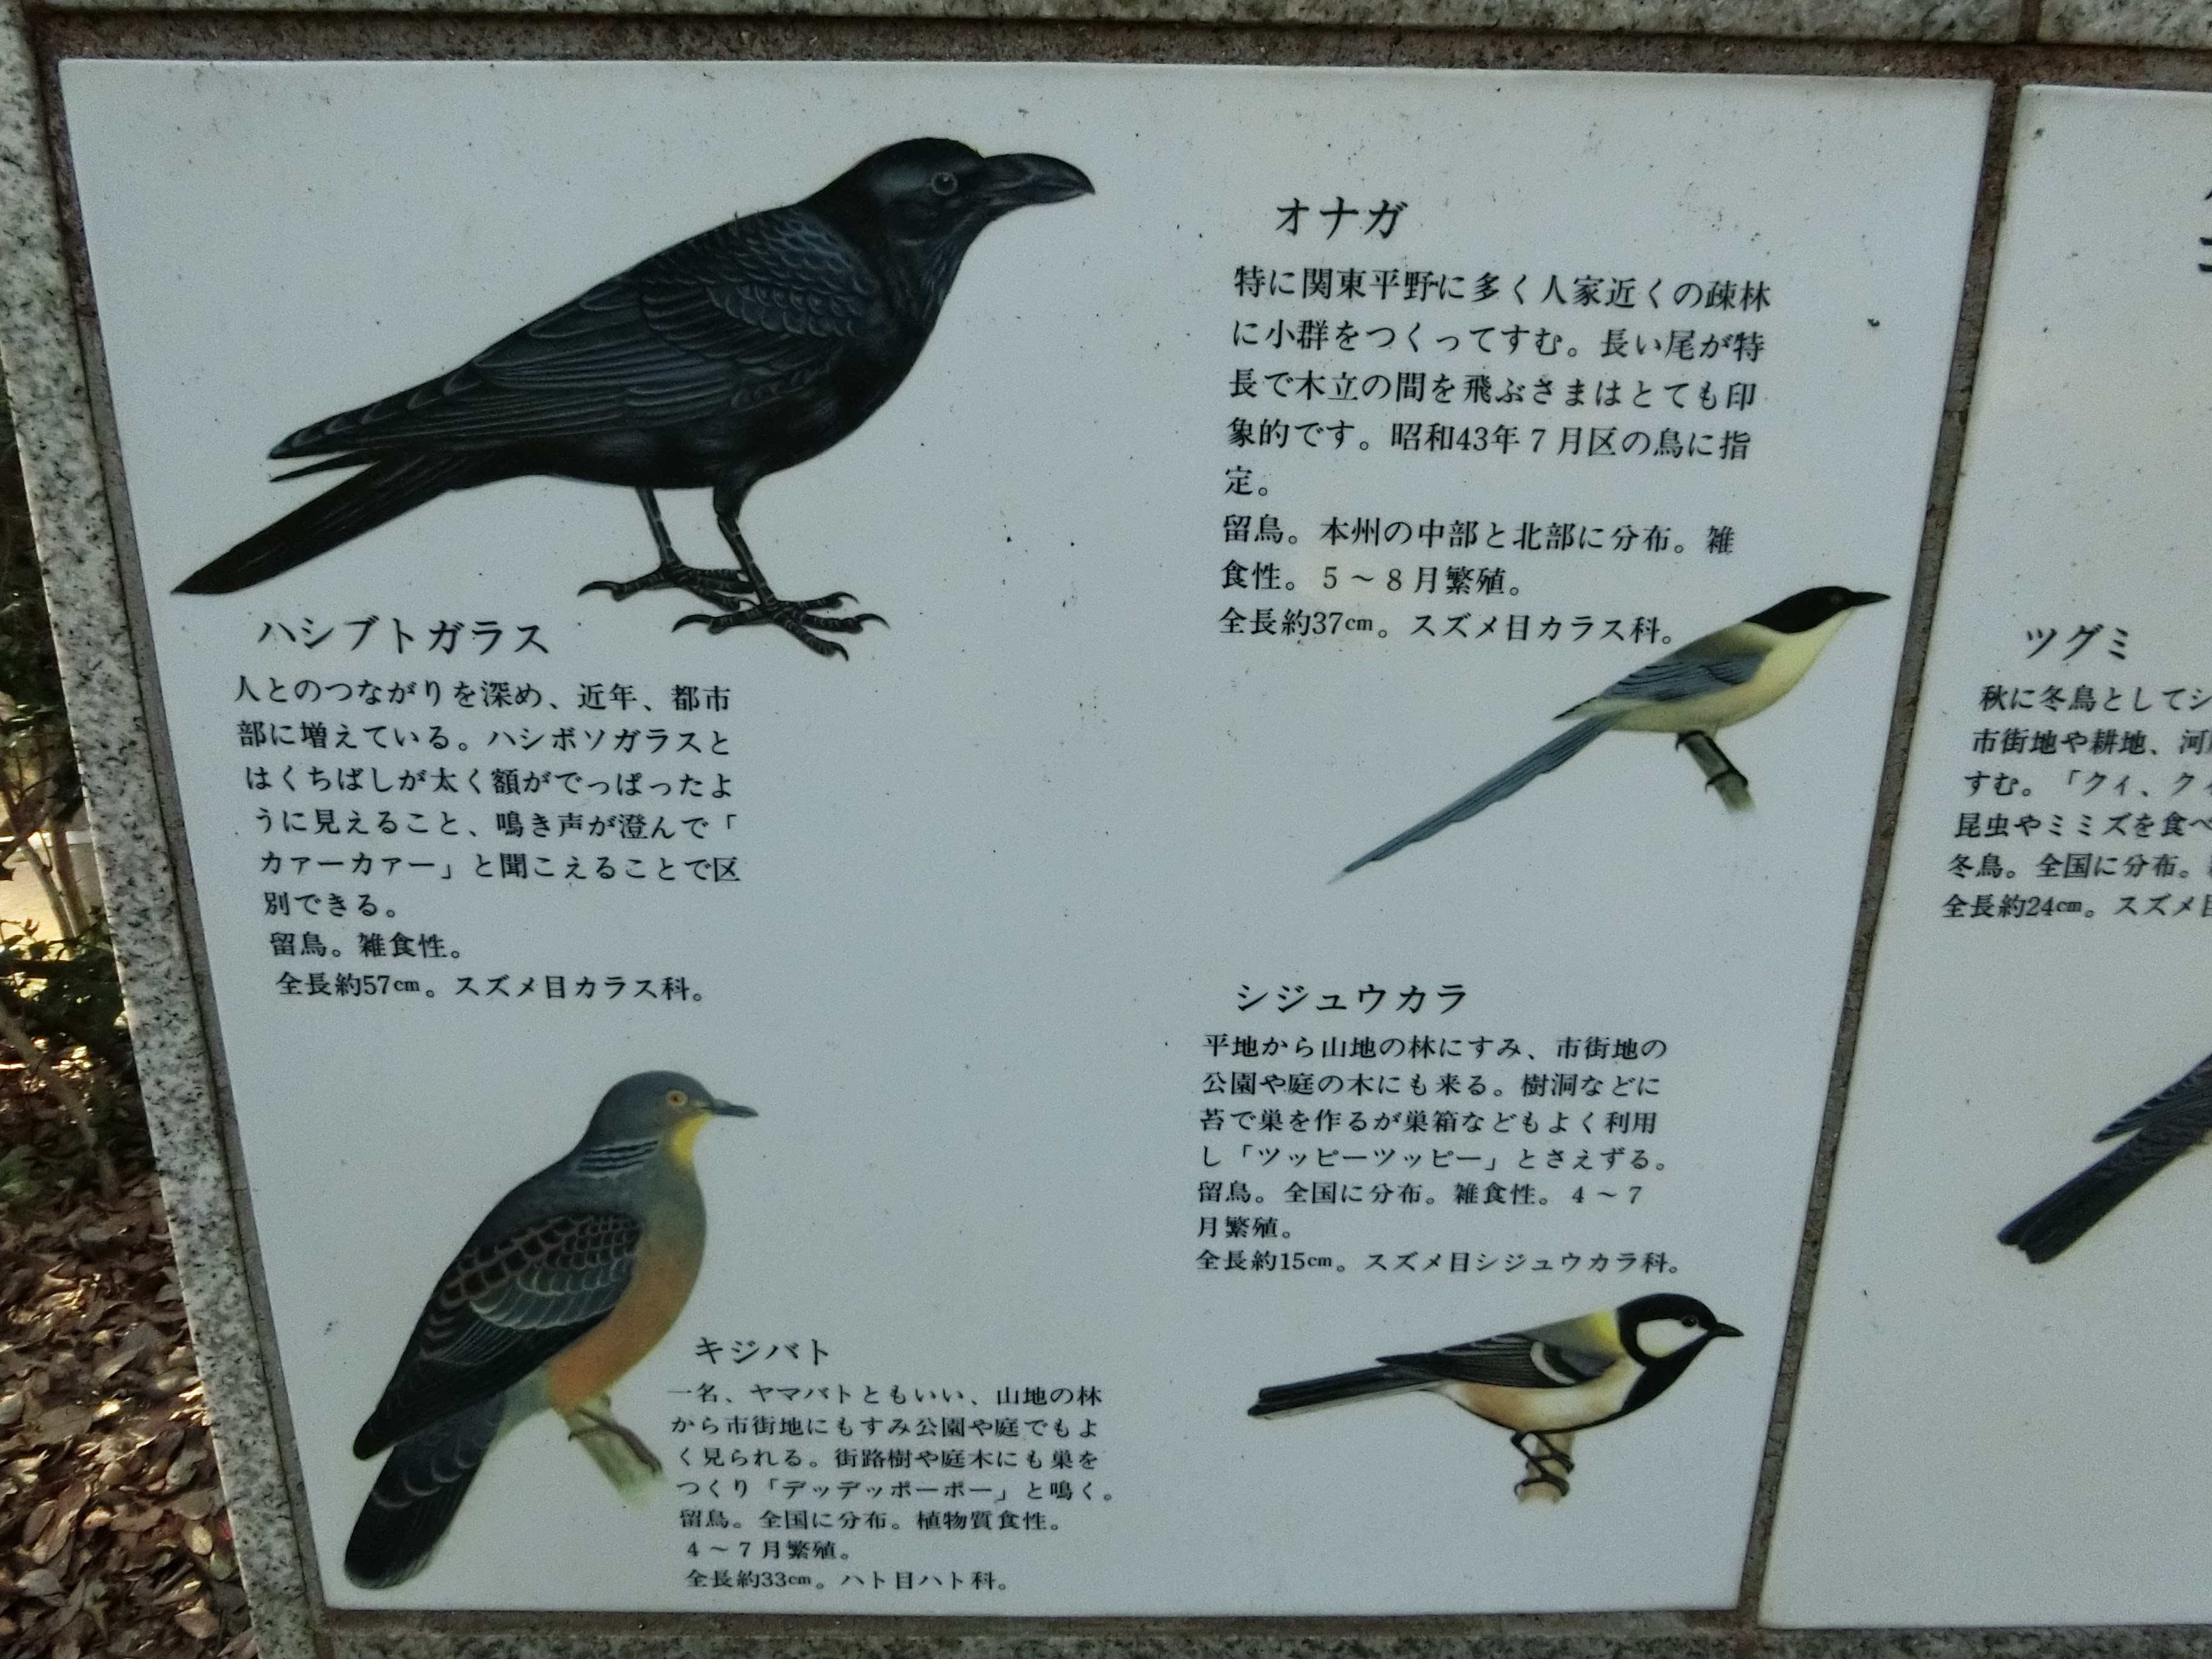 ハシブトガラス
人とのつながりを深め、近年、都市
部に増えている。ハシボソガラスと
はくちばしが太く額がでっぱったよ
うに見えること、鳴き声が澄んで「
カァーカァー」と聞こえることで区
別できる。
留鳥。雑食性。
全長約57cm。スズメ目カラス科。
オナガ
特に関東平野に多く人家近くの疎林
に小群をつくってすむ。長い尾が特
長で木立の間を飛ぶさまはとても印
象的です。昭和43年7月区の鳥に指
定。
留鳥。本州の中部と北部に分布。雑
食性。5～8月繁殖。
全長約37cm。スズメ目カラス科。
キジバト
一名、ヤマバトともいい、山地の林
から市街地にもすみ公園や庭でもよ
く見られる。街路樹や庭木にも巣を
つくり「デッデッポーポー」と鳴く。
留鳥。全国に分布。植物質食性。
4～7月繁殖。
全長約33cm。ハト目ハト科。
シジュウカラ
平地から山地の林にすみ、市街地の
公園や庭の木にも来る。樹洞などに
苔で巣を作るが巣箱などもよく利用
し「ツッピーツッピー」とさえずる。
留鳥。全国に分布。雑食性。4～7
月繁殖。
全長約15cm。スズメ目シジュウカラ科。
ツグミ
秋に冬鳥としてシ
市街地や耕地、河
すむ。「クィ、クィ
昆虫やミミズを食べ
冬鳥。全国に分布。
全長約24cm。スズメ目